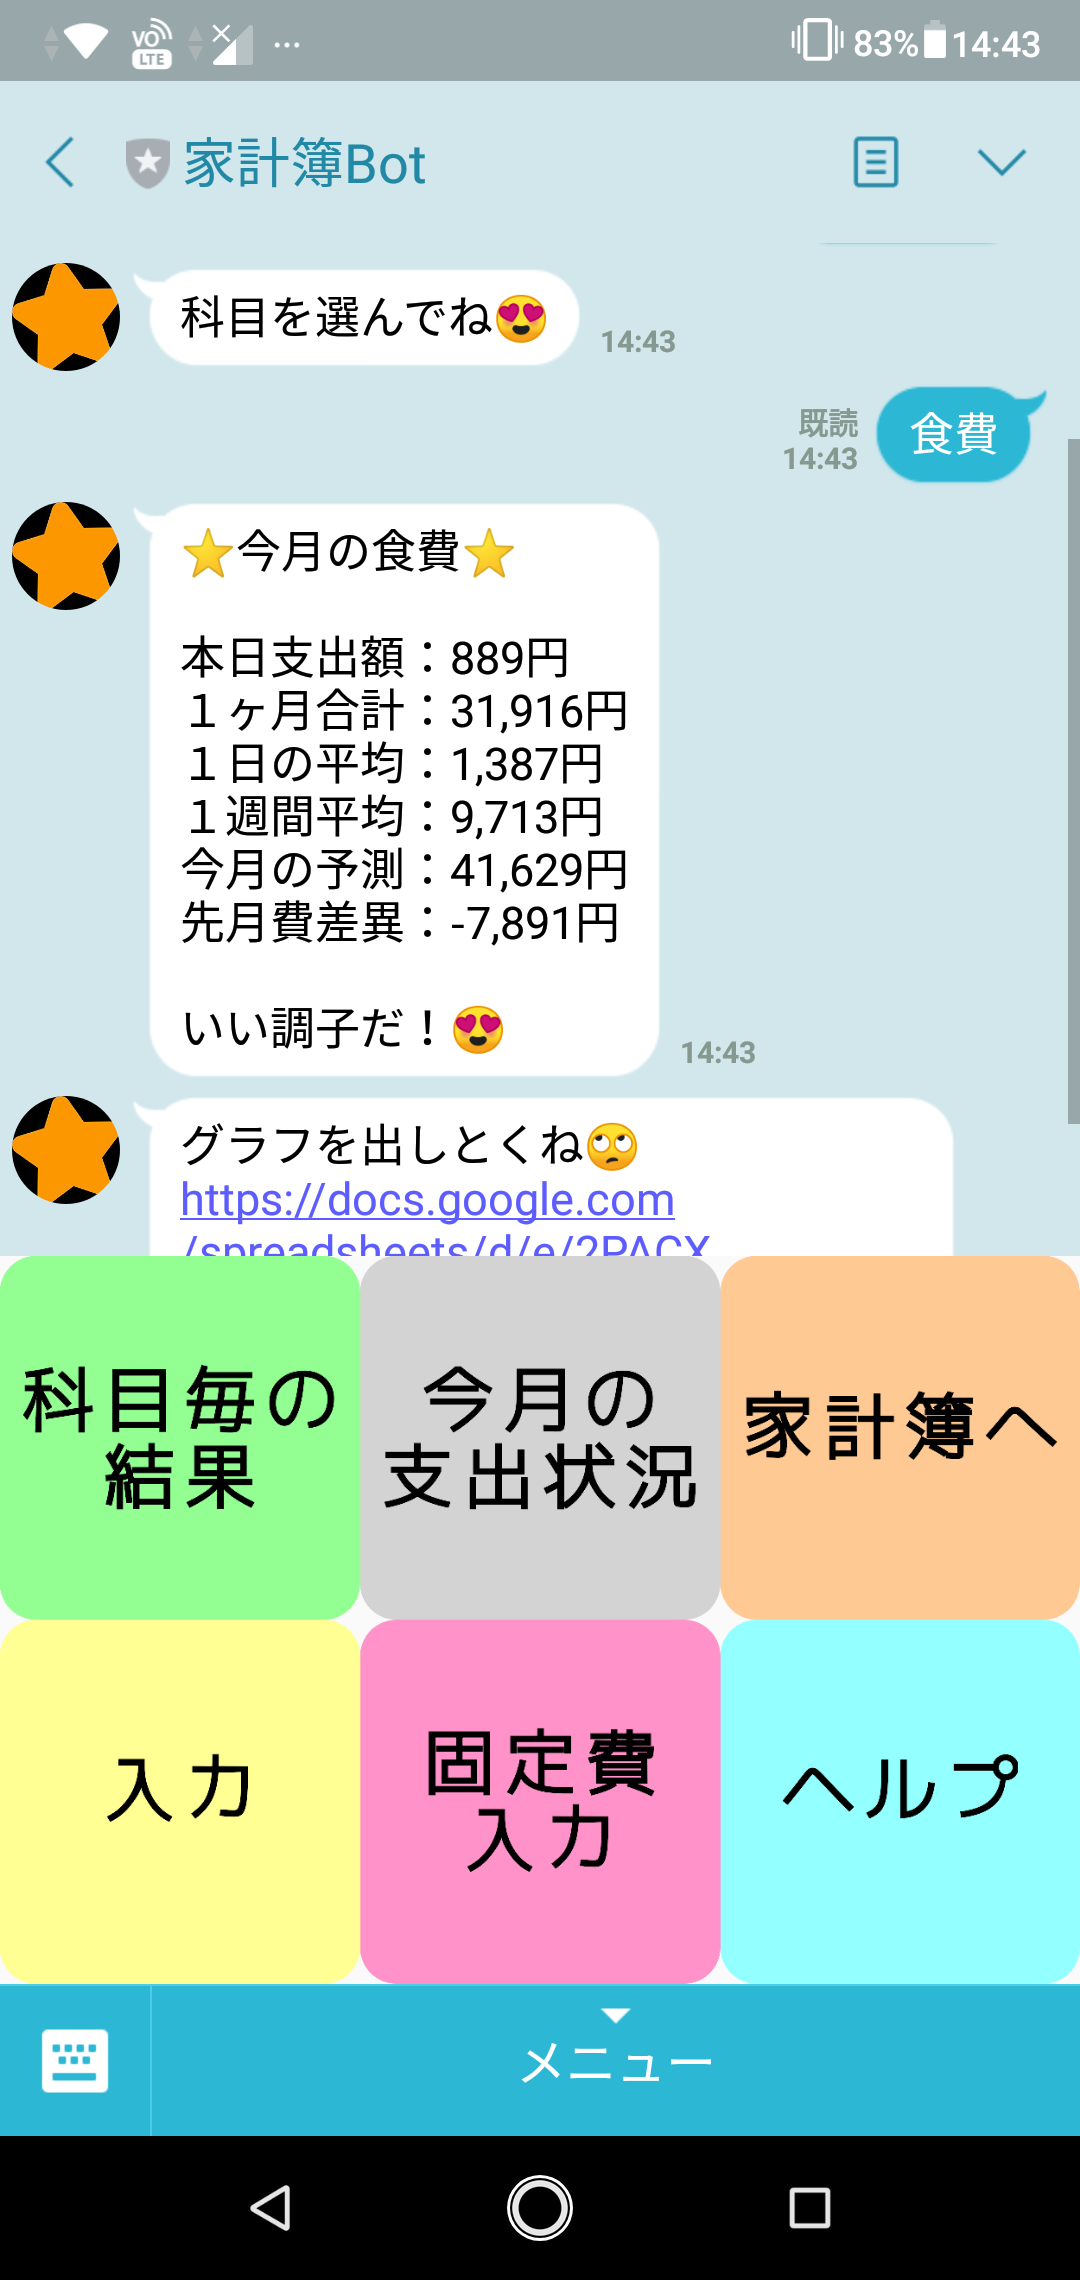 VO LTE
83% 14:43
家計簿Bot
科目を選んでね😍
14:43
既読
14:43
食費
⭐今月の食費⭐
本日支出額：889円
１ヶ月合計：31,916円
１日の平均：1,387円
１週間平均：9,713円
今月の予測：41,629円
先月費差異：-7,891円
いい調子だ！😍
14:43
グラフを出しとくね🙄
https://docs.google.com
/spreadsheets/d/e/2PACX
科目毎の
結果
今月の
支出状況
家計簿へ
入力
固定費
入力
ヘルプ
メニュー